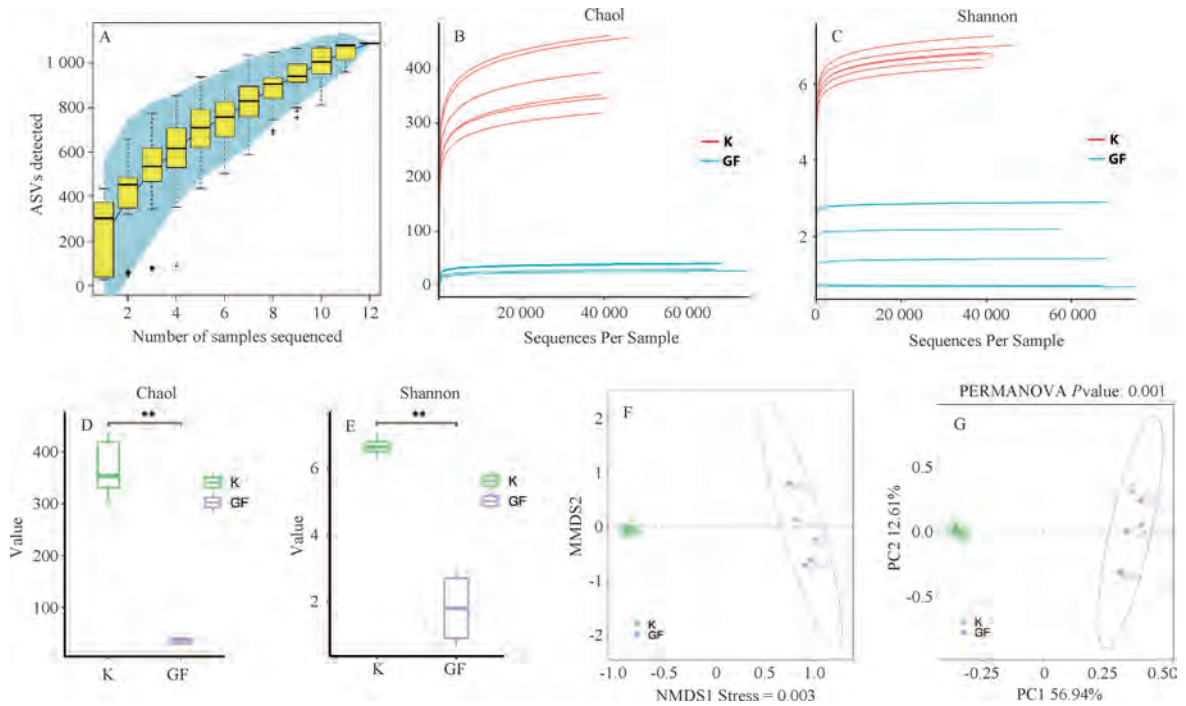 A
ASVs detected
1 000
800
600
400
200
0
2 4 6 8 10 12
Number of samples sequenced
Chaol
B
400
300
200
100
0
K
GF
20 000 40 000 60 000
Sequences Per Sample
Shannon
C
6
4
2
K
GF
0 20 000 40 000 60 000
Sequences Per Sample
Chaol
D
**
Value
400
300
200
100
K
GF
K GF
Shannon
E
**
Value
6
4
2
K
GF
K GF
F
MMDS2
2
1
0
-1
-2
K
GF
-1.0 -0.5 0 0.5 1.0
NMDS1 Stress = 0.003
PERMANOVA Pvalue: 0.001
G
PC2 12.61%
0.5
0.0
-0.5
K
GF
-0.25 0 0.25 0.50
PC1 56.94%